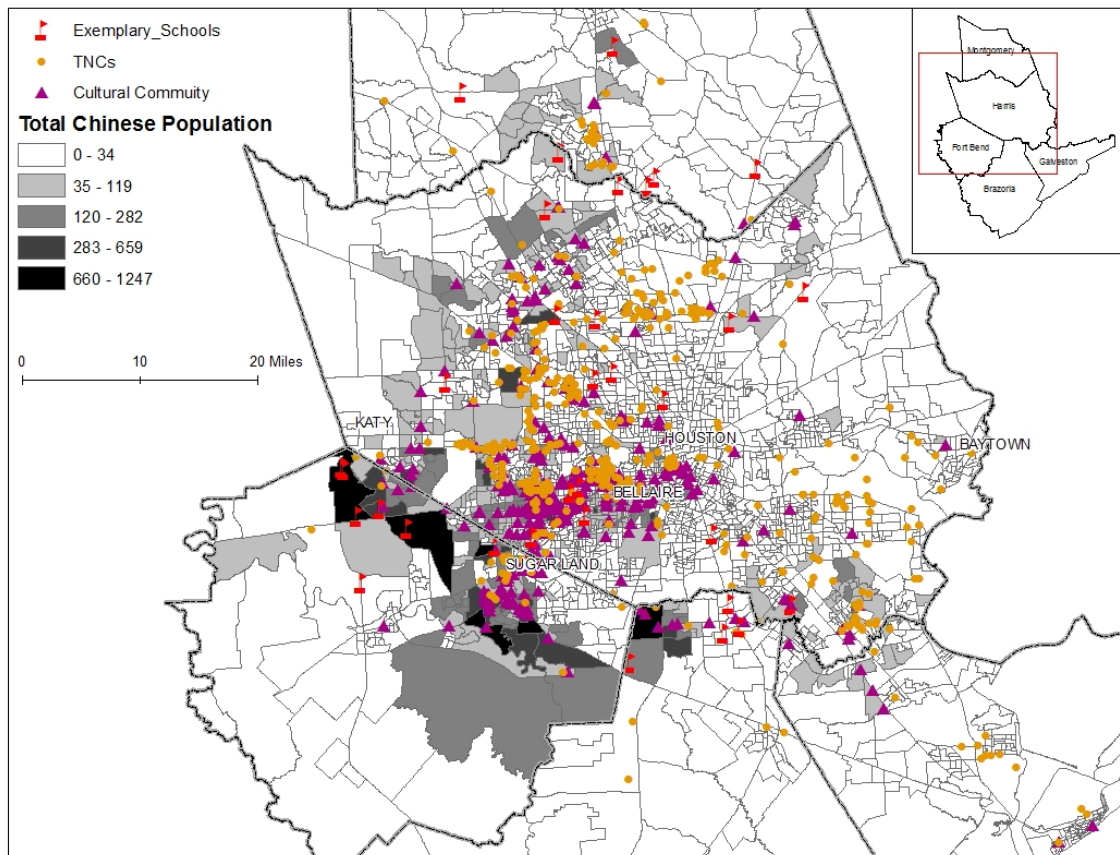 Exemplary_Schools
TNCs
Cultural Commuity
Total Chinese Population
0 - 34
35 - 119
120 - 282
283 - 659
660 - 1247
0 10 20 Miles
Montgomery
Harris
Fort Bend
Galveston
Brazoria
KATY
HOUSTON
BAYTOWN
BELLAIRE
SUGAR LAND